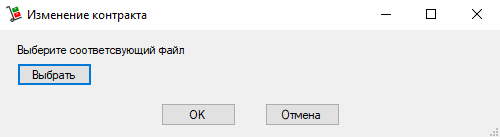 Изменение контракта
Выберите соответсвующий файл
Выбрать
OK
Отмена